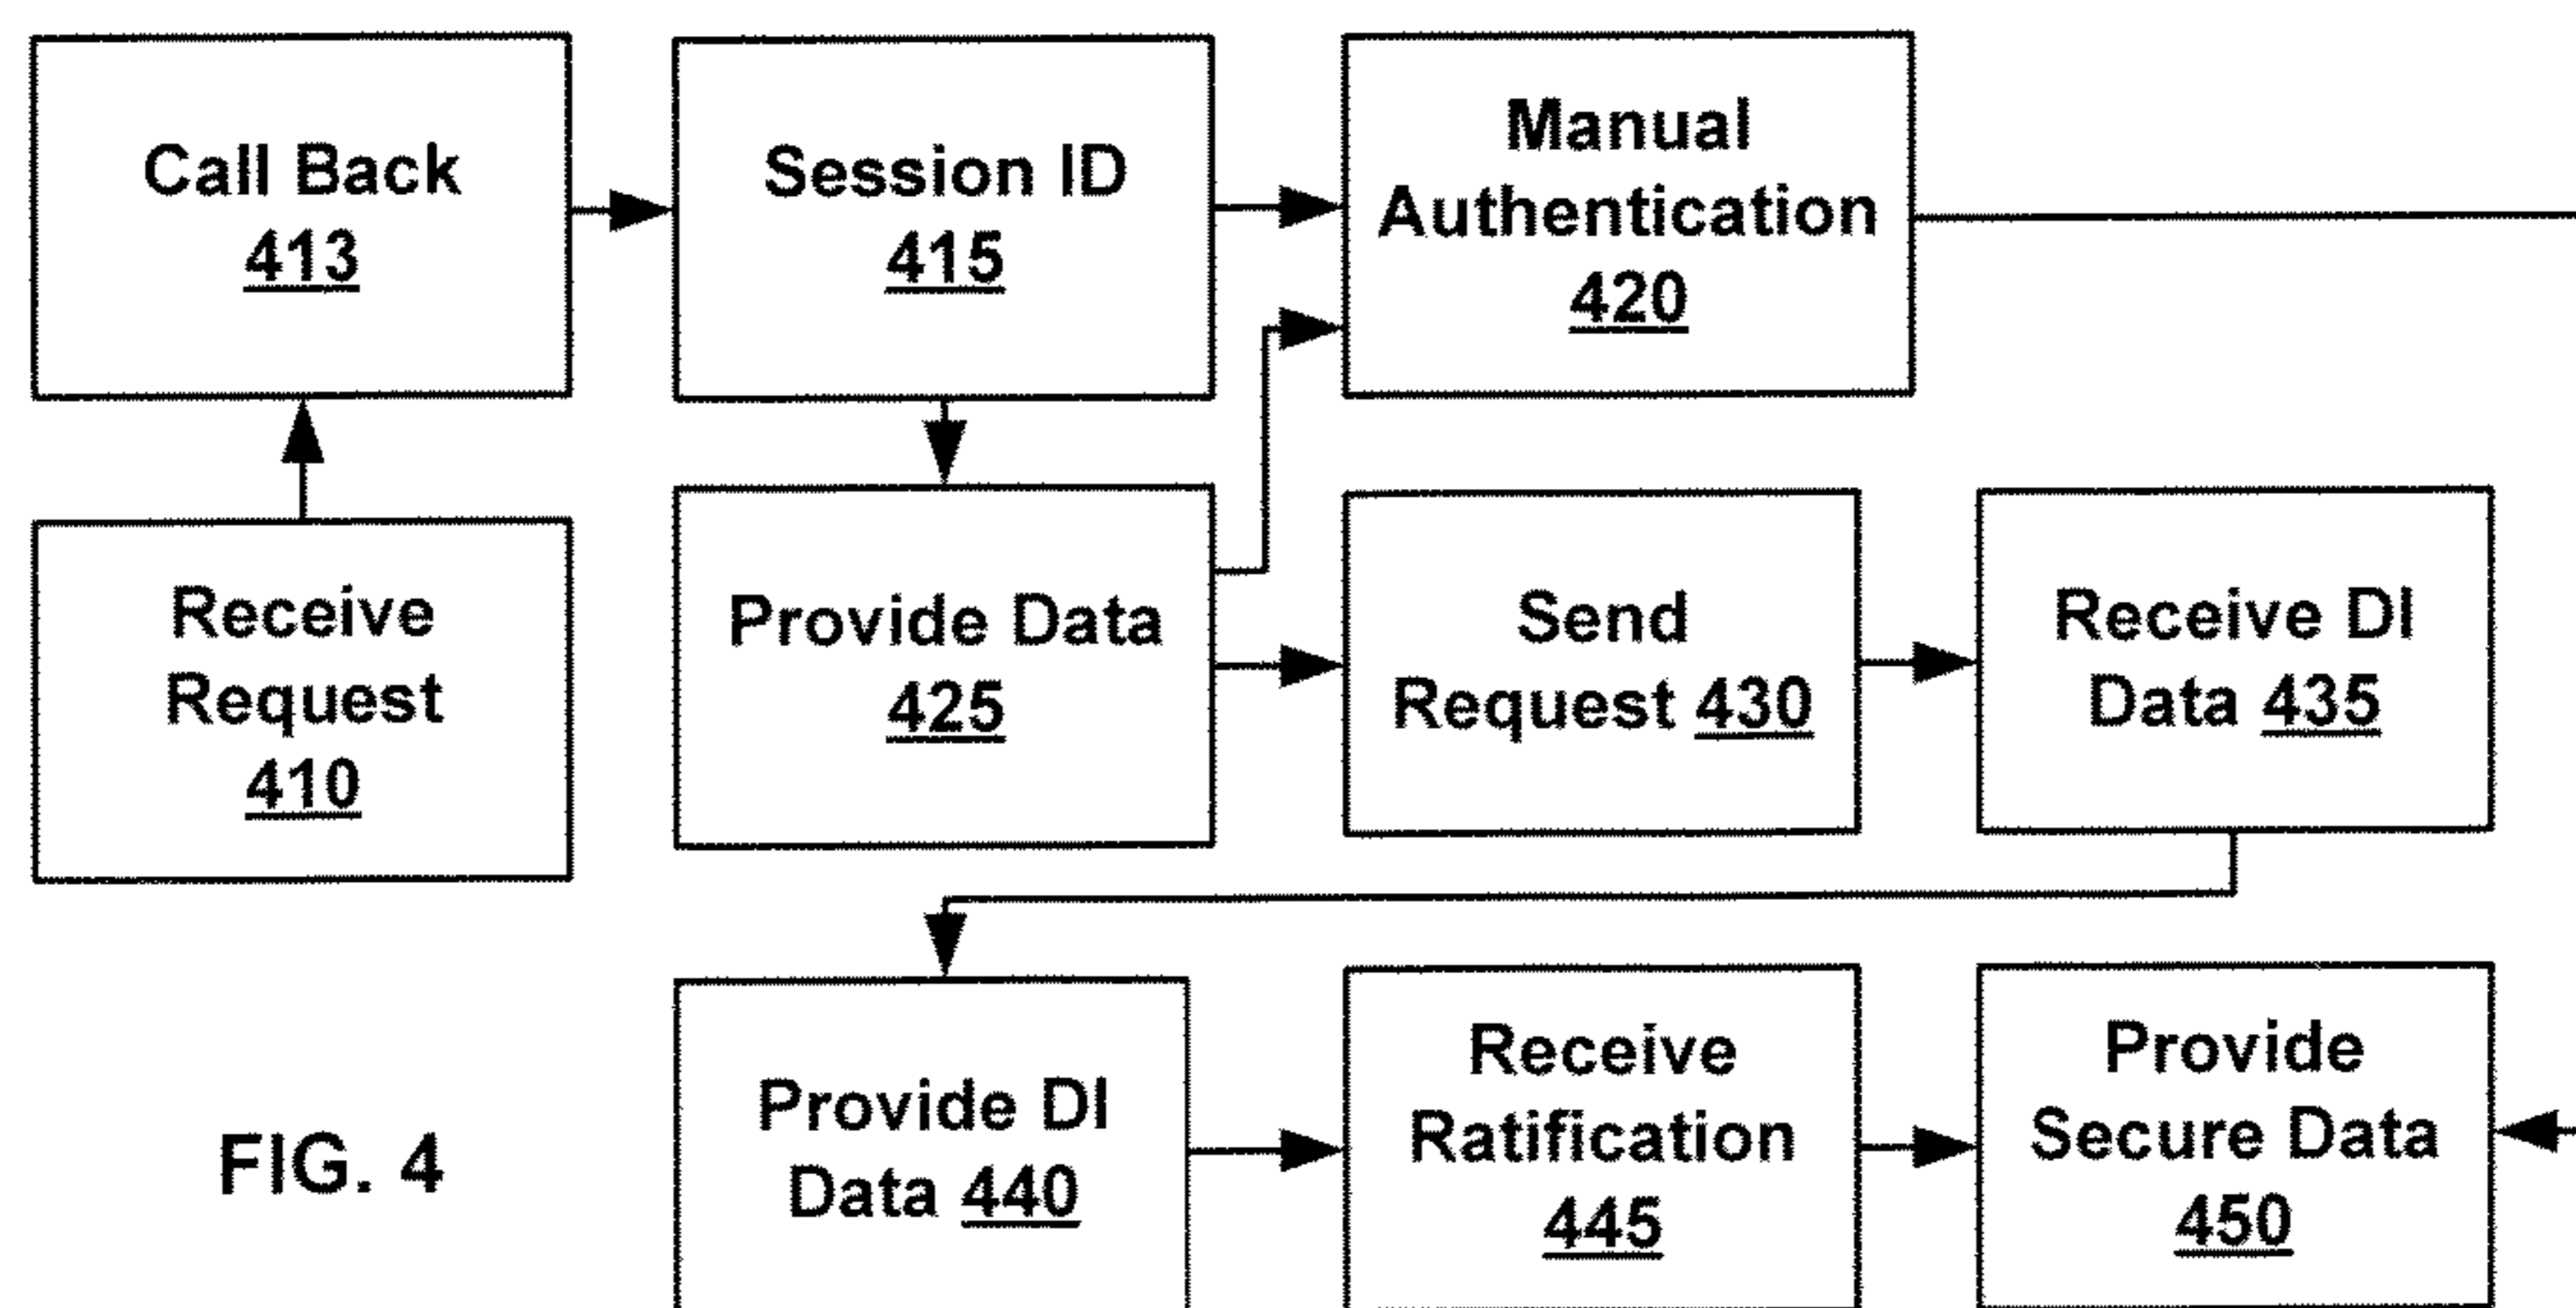 Call Back
413
Session ID
415
Manual
Authentication
420
Receive
Request
410
Provide Data
425
Send
Request 430
Receive DI
Data 435
Provide DI
Data 440
Receive
Ratification
445
Provide
Secure Data
450
FIG. 4